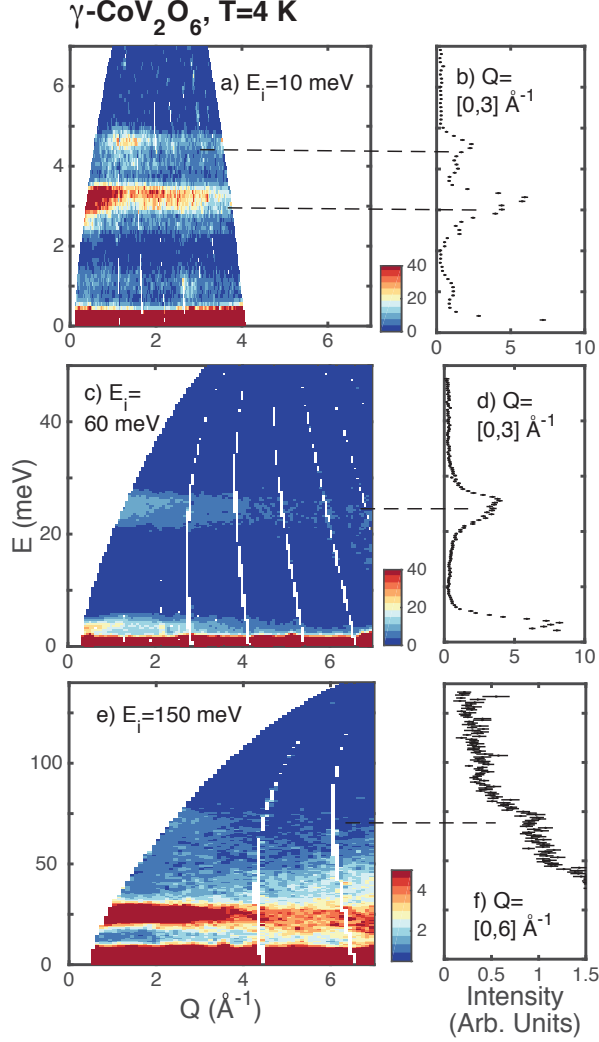 γ-CoV₂O₆, T=4 K
a) Eᵢ=10 meV
b) Q=
[0,3] Å⁻¹
6
4
2
0
40
20
0
0 2 4 6
0 5 10
c) Eᵢ=
60 meV
d) Q=
[0,3] Å⁻¹
40
20
0
40
20
0
0 2 4 6
0 5 10
E (meV)
e) Eᵢ=150 meV
f) Q=
[0,6] Å⁻¹
100
50
0
4
2
0 2 4 6
0 0.5 1 1.5
Q (Å⁻¹)
Intensity
(Arb. Units)